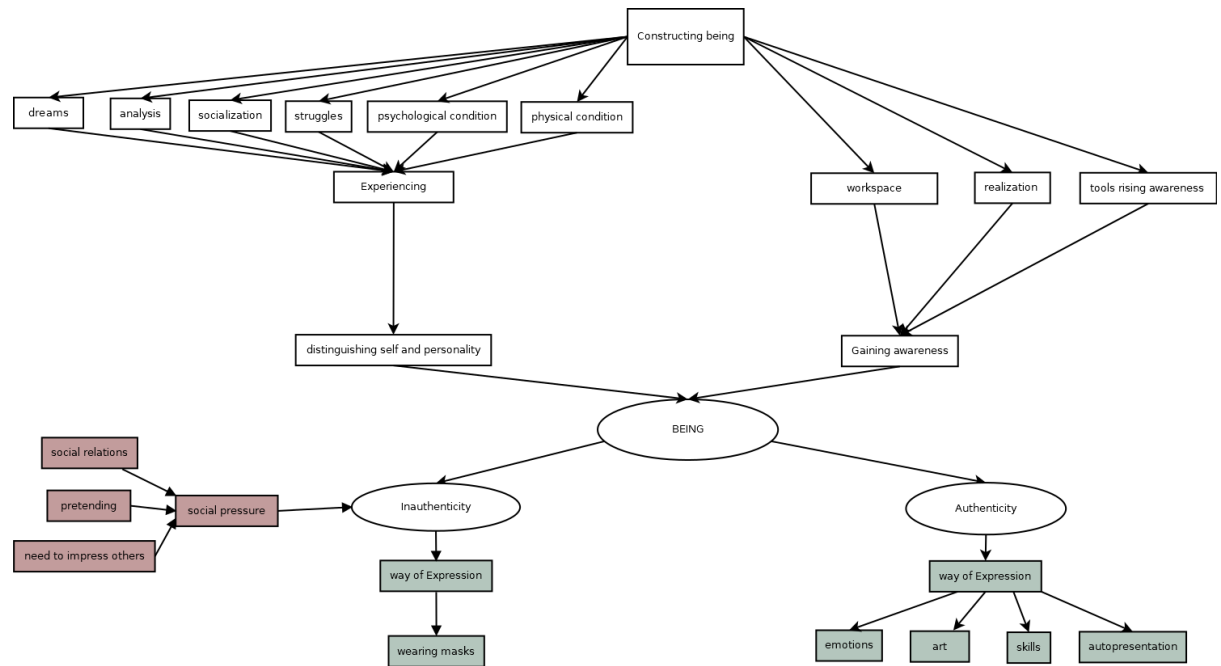 Constructing being
dreams
analysis
socialization
struggles
psychological condition
physical condition
Experiencing
workspace
realization
tools rising awareness
distinguishing self and personality
Gaining awareness
BEING
social relations
pretending
social pressure
need to impress others
Inauthenticity
Authenticity
way of Expression
way of Expression
wearing masks
emotions
art
skills
autopresentation